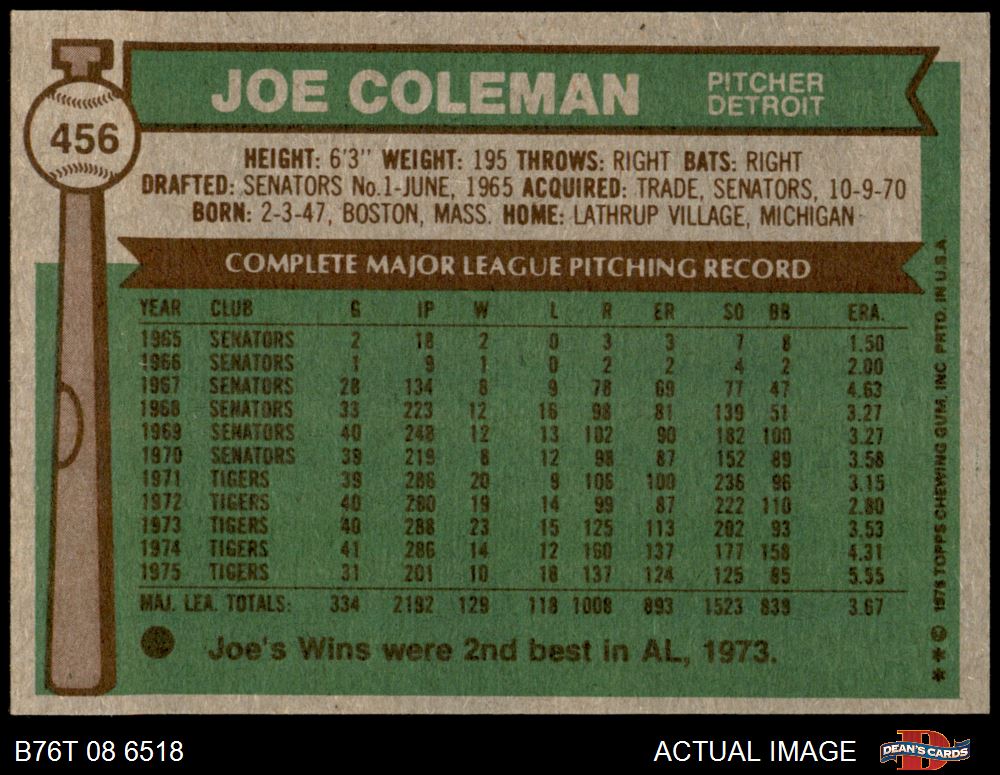 456
JOE COLEMAN
PITCHER
DETROIT
HEIGHT: 6'3" WEIGHT: 195 THROWS: RIGHT BATS: RIGHT
DRAFTED: SENATORS No.1-JUNE, 1965 ACQUIRED: TRADE, SENATORS, 10-9-70
BORN: 2-3-47, BOSTON, MASS. HOME: LATHRUP VILLAGE, MICHIGAN
COMPLETE MAJOR LEAGUE PITCHING RECORD
YEAR CLUB G IP W L R ER SO BB ERA.
1965 SENATORS 2 18 2 0 3 3 7 8 1.50
1966 SENATORS 1 9 1 0 2 2 4 2 2.00
1967 SENATORS 28 134 8 9 78 69 77 47 4.63
1968 SENATORS 33 223 12 16 98 81 139 51 3.27
1969 SENATORS 40 248 12 13 102 90 182 100 3.27
1970 SENATORS 39 219 8 12 98 87 152 89 3.58
1971 TIGERS 39 286 20 9 106 100 236 96 3.15
1972 TIGERS 40 280 19 14 99 87 222 110 2.80
1973 TIGERS 40 288 23 15 125 113 202 93 3.53
1974 TIGERS 41 286 14 12 160 137 177 158 4.31
1975 TIGERS 31 201 10 18 137 124 125 85 5.55
MAJ. LEA. TOTALS: 334 2192 129 118 1008 893 1523 839 3.67
Joe's Wins were 2nd best in AL, 1973.
**© 1976 TOPPS CHEWING GUM, INC PRTD. IN U.S.A.
B76T 08 6518
ACTUAL IMAGE
D
DEAN'S CARDS